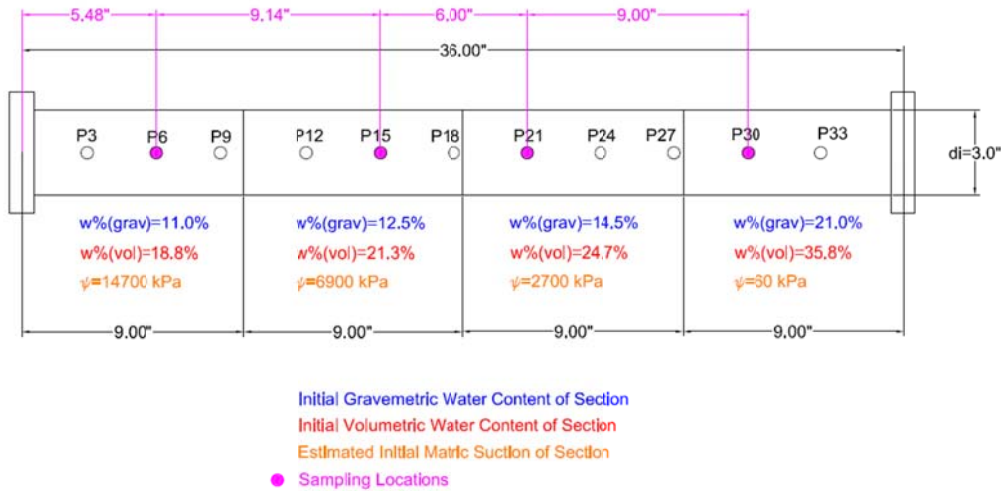 5.48" 9.14" 6.00" 9.00"
36.00"
P3 P6 P9 P12 P15 P18 P21 P24 P27 P30 P33
di=3.0"
w%(grav)=11.0% w%(grav)=12.5% w%(grav)=14.5% w%(grav)=21.0%
w%(vol)=18.8% w%(vol)=21.3% w%(vol)=24.7% w%(vol)=35.8%
ψ=14700 kPa ψ=6900 kPa ψ=2700 kPa ψ=60 kPa
9.00" 9.00" 9.00" 9.00"
Initial Gravemetric Water Content of Section
Initial Volumetric Water Content of Section
Estimated Initial Matric Suction of Section
Sampling Locations